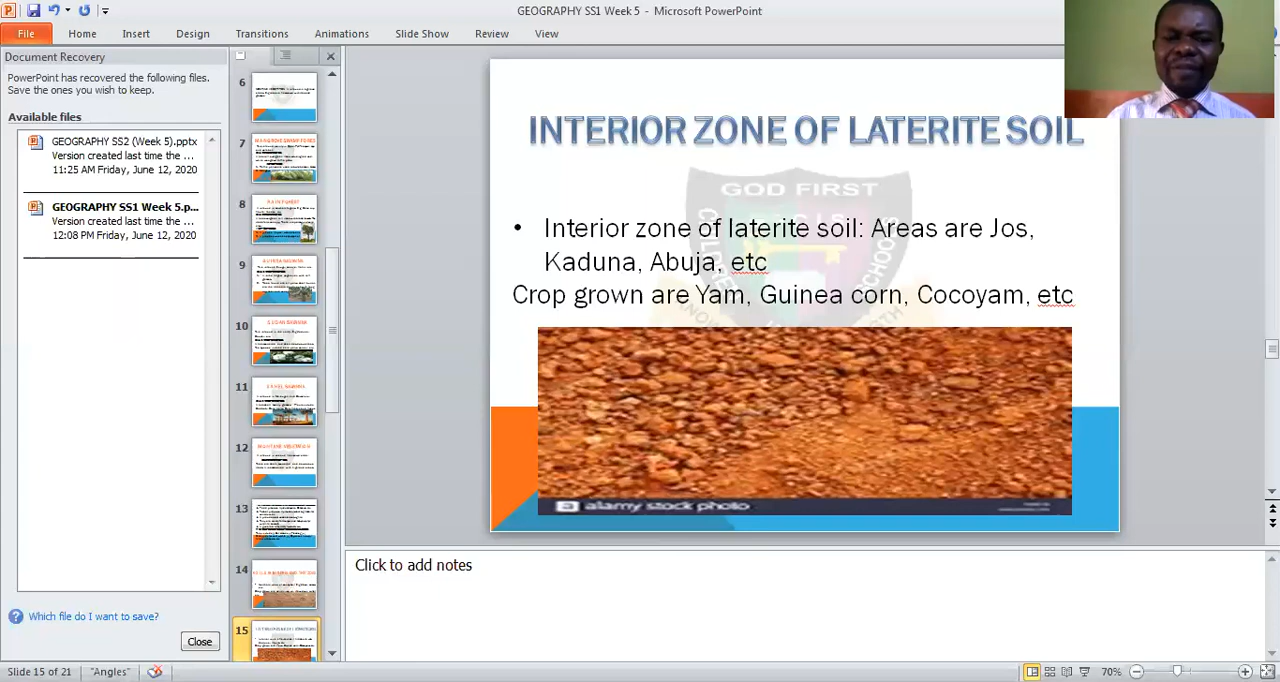 GEOGRAPHY SS1 Week 5 - Microsoft PowerPoint
File Home Insert Design Transitions Animations Slide Show Review View
Document Recovery
PowerPoint has recovered the following files.
Save the ones you wish to keep.
Available files
GEOGRAPHY SS2 (Week 5).pptx
Version created last time the ...
11:25 AM Friday, June 12, 2020
GEOGRAPHY SS1 Week 5.p...
Version created last time the ...
12:08 PM Friday, June 12, 2020
Which file do I want to save?
Close
6
7
8
9
10
11
12
13
14
15
INTERIOR ZONE OF LATERITE SOIL
GOD FIRST
• Interior zone of laterite soil: Areas are Jos,
Kaduna, Abuja, etc
Crop grown are Yam, Guinea corn, Cocoyam, etc
a alamy stock photo
Click to add notes
Slide 15 of 21 "Angles" 70%